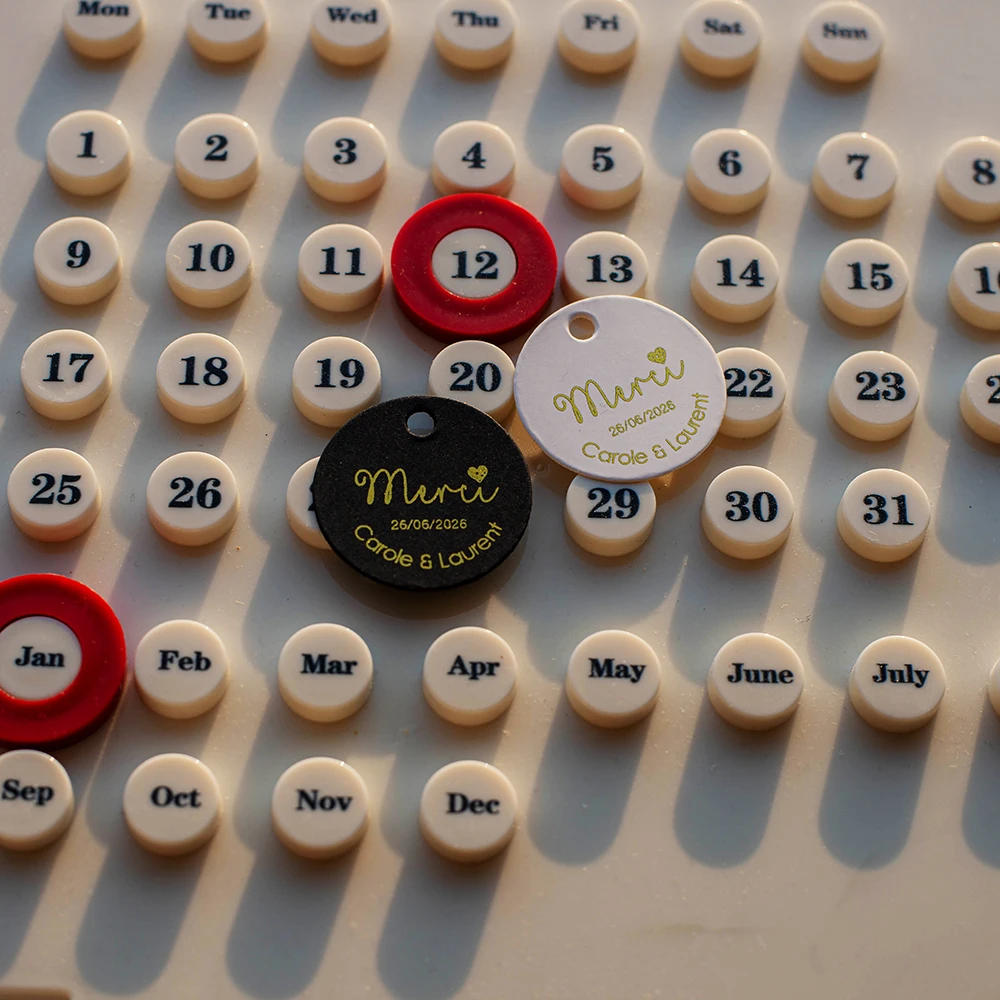 Mon Tue Wed Thu Fri Sat Sun
1 2 3 4 5 6 7 8
9 10 11 12 13 14 15
17 18 19 20 22 23
Merci
26/06/2026
Carole & Laurent
25 26 29 30 31
Merci
26/06/2026
Carole & Laurent
Jan Feb Mar Apr May June July
Sep Oct Nov Dec